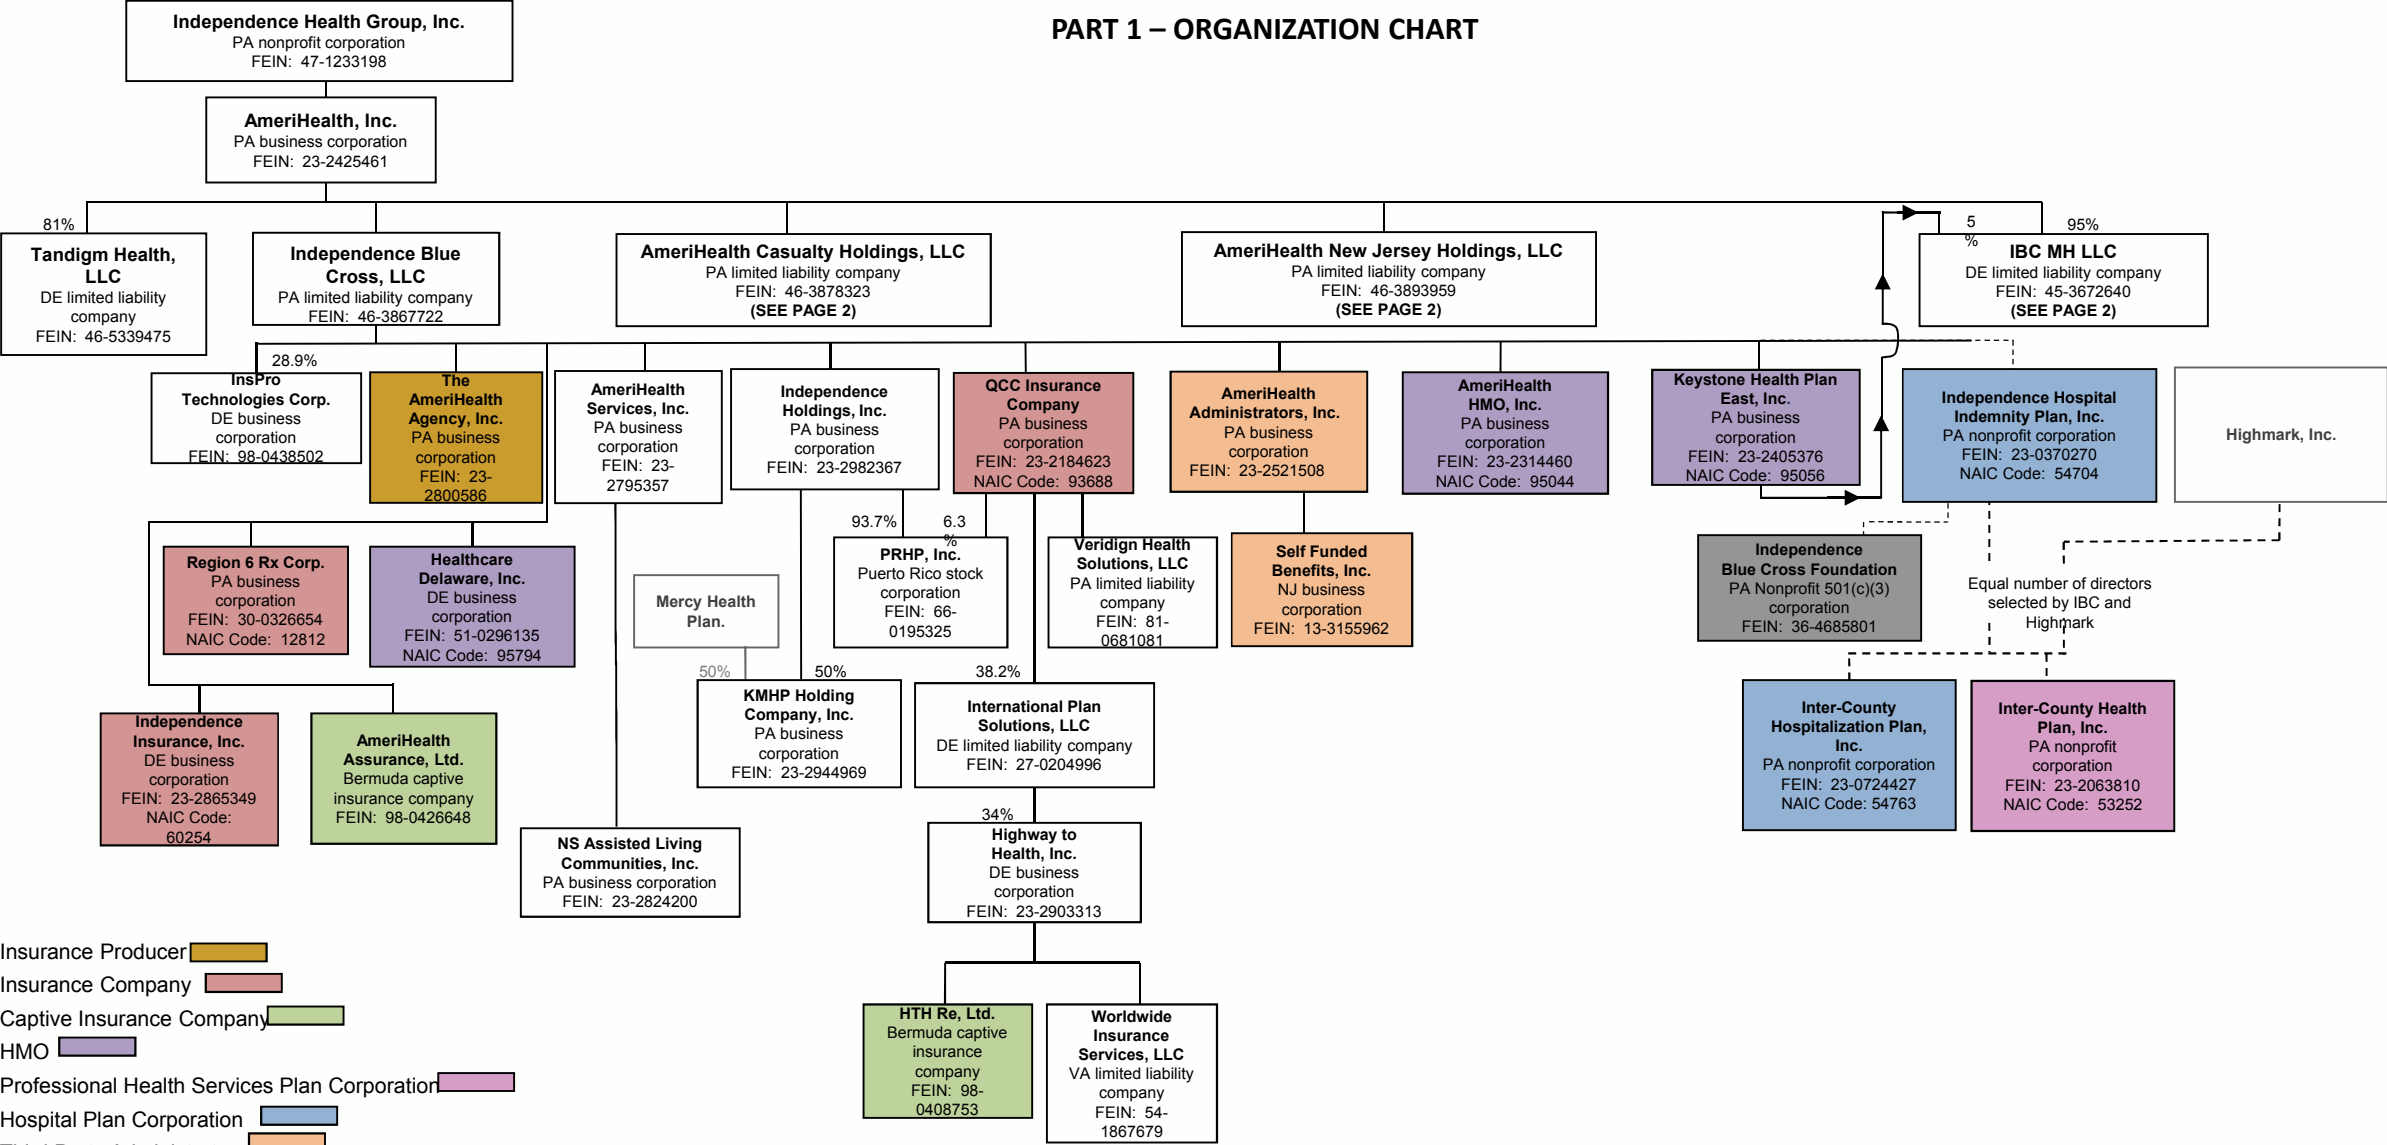 PART 1 – ORGANIZATION CHART
Independence Health Group, Inc.
PA nonprofit corporation
FEIN: 47-1233198
AmeriHealth, Inc.
PA business corporation
FEIN: 23-2425461
81%
Tandigm Health,
LLC
DE limited liability
company
FEIN: 46-5339475
Independence Blue
Cross, LLC
PA limited liability company
FEIN: 46-3867722
AmeriHealth Casualty Holdings, LLC
PA limited liability company
FEIN: 46-3878323
(SEE PAGE 2)
AmeriHealth New Jersey Holdings, LLC
PA limited liability company
FEIN: 46-3893959
(SEE PAGE 2)
5
%
95%
IBC MH LLC
DE limited liability company
FEIN: 45-3672640
(SEE PAGE 2)
28.9%
InsPro
Technologies Corp.
DE business
corporation
FEIN: 98-0438502
The
AmeriHealth
Agency, Inc.
PA business
corporation
FEIN: 23-
2800586
AmeriHealth
Services, Inc.
PA business
corporation
FEIN: 23-
2795357
Independence
Holdings, Inc.
PA business
corporation
FEIN: 23-2982367
QCC Insurance
Company
PA business
corporation
FEIN: 23-2184623
NAIC Code: 93688
AmeriHealth
Administrators, Inc.
PA business
corporation
FEIN: 23-2521508
AmeriHealth
HMO, Inc.
PA business
corporation
FEIN: 23-2314460
NAIC Code: 95044
Keystone Health Plan
East, Inc.
PA business
corporation
FEIN: 23-2405376
NAIC Code: 95056
Independence Hospital
Indemnity Plan, Inc.
PA nonprofit corporation
FEIN: 23-0370270
NAIC Code: 54704
Highmark, Inc.
Region 6 Rx Corp.
PA business
corporation
FEIN: 30-0326654
NAIC Code: 12812
Healthcare
Delaware, Inc.
DE business
corporation
FEIN: 51-0296135
NAIC Code: 95794
Mercy Health
Plan.
93.7%
6.3
%
PRHP, Inc.
Puerto Rico stock
corporation
FEIN: 66-
0195325
Veridign Health
Solutions, LLC
PA limited liability
company
FEIN: 81-
0681081
Self Funded
Benefits, Inc.
NJ business
corporation
FEIN: 13-3155962
Independence
Blue Cross Foundation
PA Nonprofit 501(c)(3)
corporation
FEIN: 36-4685801
Equal number of directors
selected by IBC and
Highmark
Independence
Insurance, Inc.
DE business
corporation
FEIN: 23-2865349
NAIC Code:
60254
AmeriHealth
Assurance, Ltd.
Bermuda captive
insurance company
FEIN: 98-0426648
50%
50%
KMHP Holding
Company, Inc.
PA business
corporation
FEIN: 23-2944969
38.2%
International Plan
Solutions, LLC
DE limited liability company
FEIN: 27-0204996
Inter-County
Hospitalization Plan,
Inc.
PA nonprofit corporation
FEIN: 23-0724427
NAIC Code: 54763
Inter-County Health
Plan, Inc.
PA nonprofit
corporation
FEIN: 23-2063810
NAIC Code: 53252
NS Assisted Living
Communities, Inc.
PA business corporation
FEIN: 23-2824200
34%
Highway to
Health, Inc.
DE business
corporation
FEIN: 23-2903313
HTH Re, Ltd.
Bermuda captive
insurance
company
FEIN: 98-
0408753
Worldwide
Insurance
Services, LLC
VA limited liability
company
FEIN: 54-
1867679
Insurance Producer
Insurance Company
Captive Insurance Company
HMO
Professional Health Services Plan Corporation
Hospital Plan Corporation